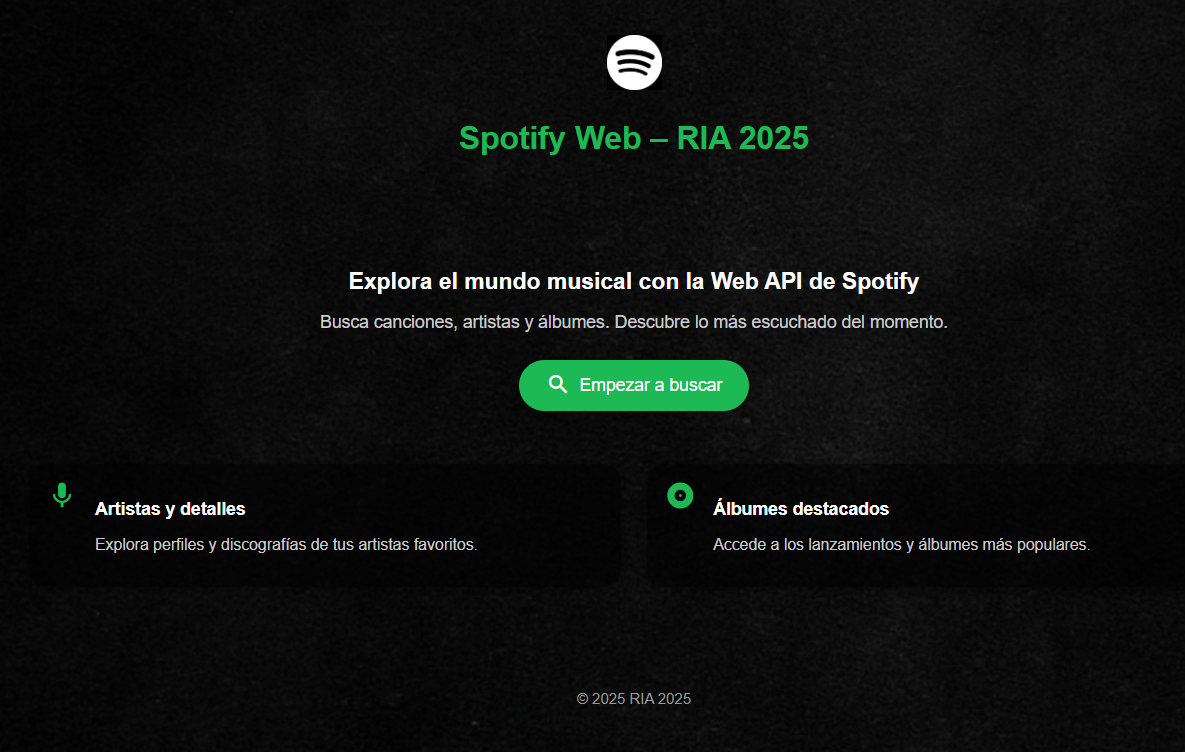 Spotify Web – RIA 2025
Explora el mundo musical con la Web API de Spotify
Busca canciones, artistas y álbumes. Descubre lo más escuchado del momento.
Empezar a buscar
Artistas y detalles
Explora perfiles y discografías de tus artistas favoritos.
Álbumes destacados
Accede a los lanzamientos y álbumes más populares.
© 2025 RIA 2025